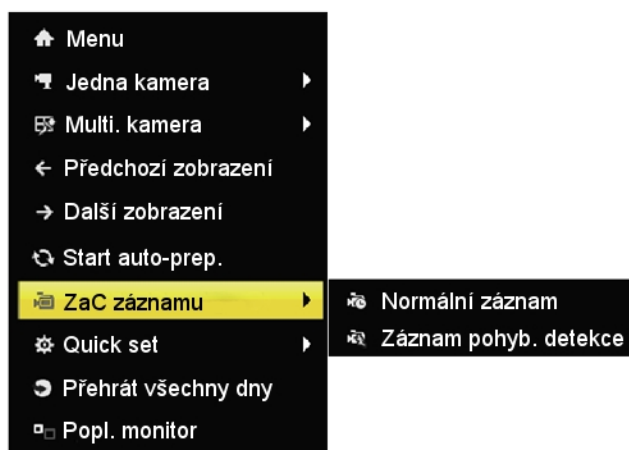 Menu
Jedna kamera
Multi. kamera
Předchozí zobrazení
Další zobrazení
Start auto-prep.
ZaC záznamu
Normální záznam
Záznam pohyb. detekce
Quick set
Přehrát všechny dny
Popl. monitor